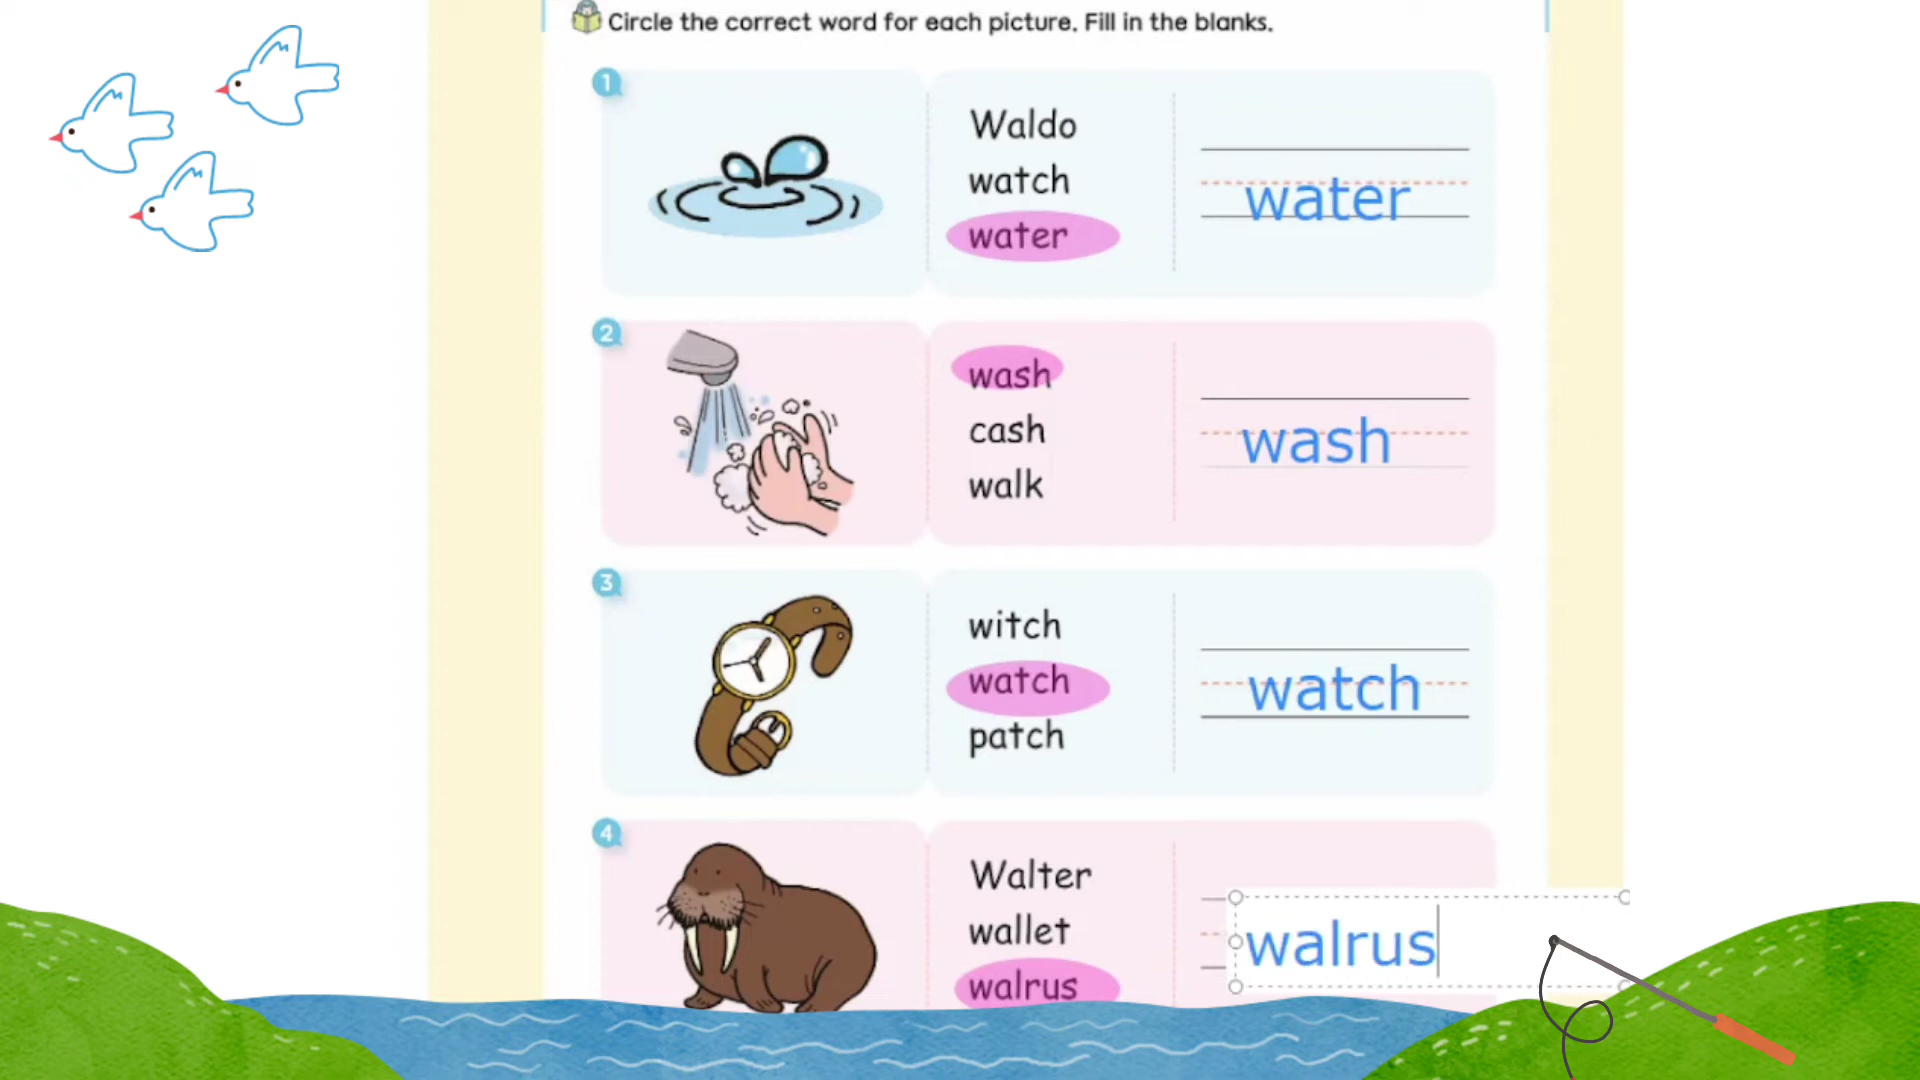 Circle the correct word for each picture. Fill in the blanks.
1
Waldo
watch
water
water
2
wash
cash
walk
wash
3
witch
watch
patch
watch
4
Walter
wallet
walrus
walrus